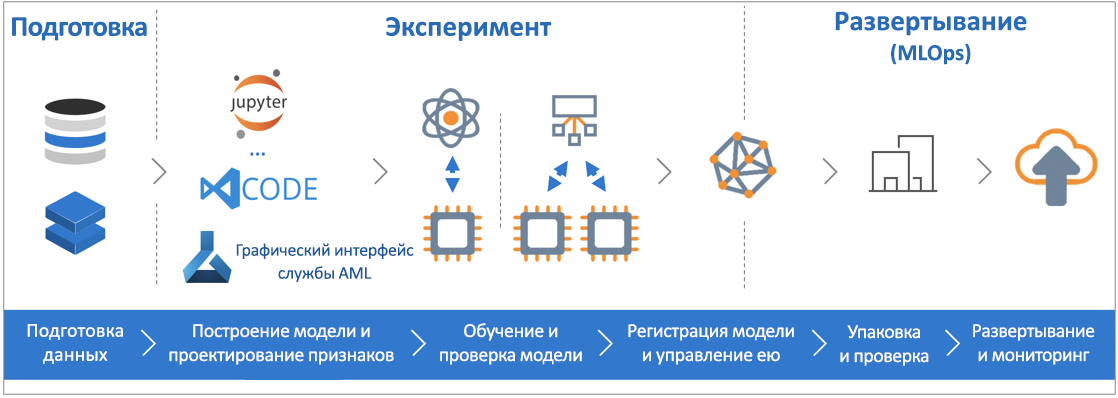 Подготовка
Эксперимент
Развертывание
(MLOps)
jupyter
...
CODE
Графический интерфейс
службы AML
Подготовка
данных
Построение модели и
проектирование признаков
Обучение и
проверка модели
Регистрация модели
и управление ею
Упаковка
и проверка
Развертывание
и мониторинг